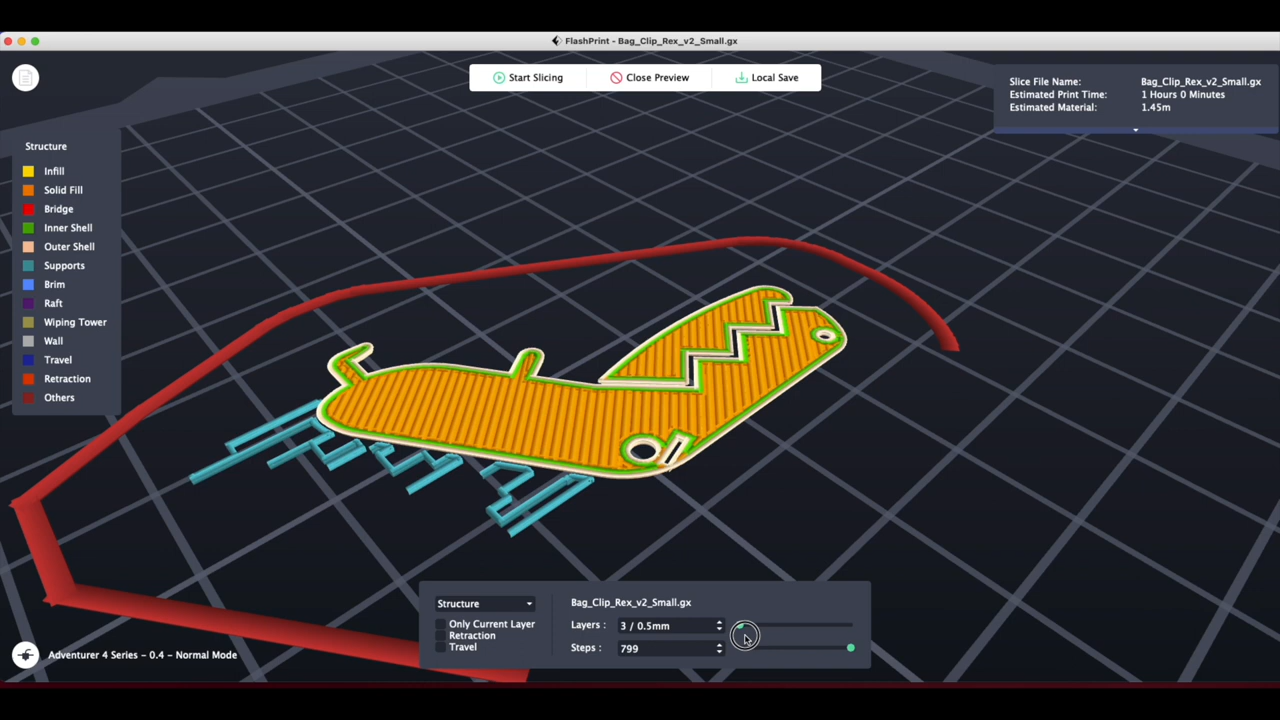 FlashPrint - Bag_Clip_Rex_v2_Small.gx
Start Slicing
Close Preview
Local Save
Slice File Name: Bag_Clip_Rex_v2_Small.gx
Estimated Print Time: 1 Hours 0 Minutes
Estimated Material: 1.45m
Structure
Infill
Solid Fill
Bridge
Inner Shell
Outer Shell
Supports
Brim
Raft
Wiping Tower
Wall
Travel
Retraction
Others
Structure
Only Current Layer
Retraction
Travel
Bag_Clip_Rex_v2_Small.gx
Layers : 3 / 0.5mm
Steps : 799
Adventurer 4 Series - 0.4 - Normal Mode